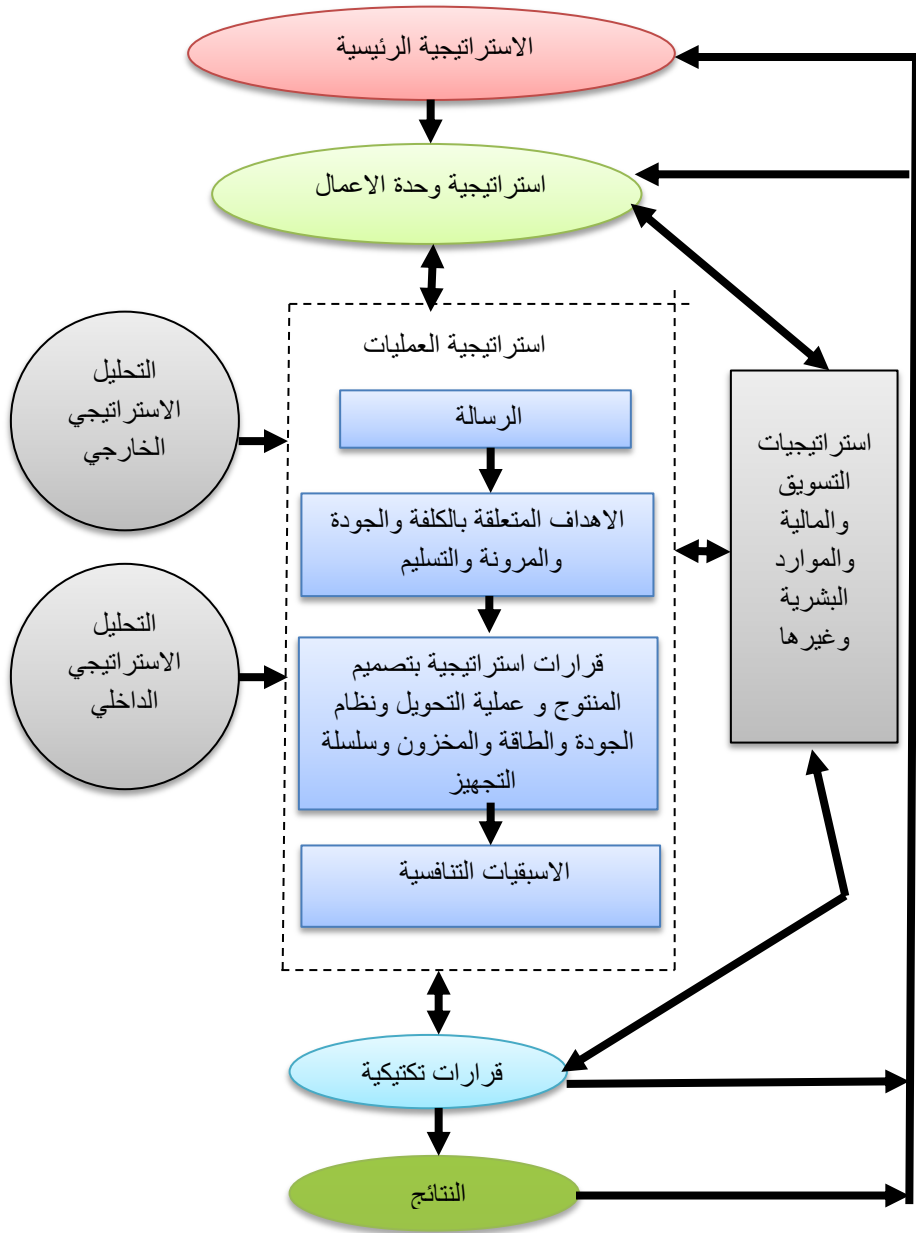 الاستراتيجية الرئيسية
استراتيجية وحدة الاعمال
استراتيجية العمليات
التحليل
الاستراتيجي
الخارجي
الرسالة
استراتيجيات
التسويق
والمالية
والموارد
البشرية
وغيرها
الاهداف المتعلقة بالكلفة والجودة
والمرونة والتسليم
التحليل
الاستراتيجي
الداخلي
قرارات استراتيجية بتصميم
المنتوج و عملية التحويل ونظام
الجودة والطاقة والمخزون وسلسلة
التجهيز
الاسبقيات التنافسية
قرارات تكتيكية
النتائج